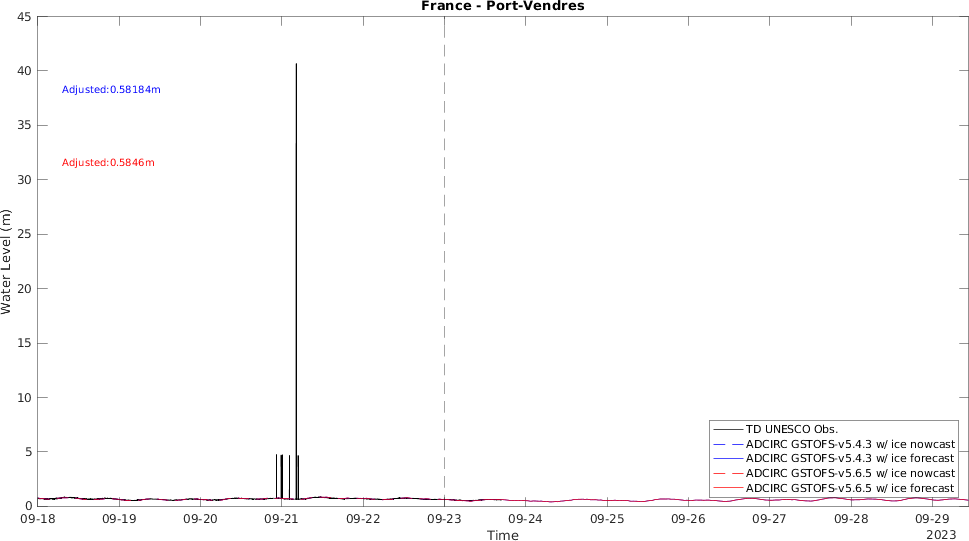 France - Port-Vendres
45
40
35
30
25
20
15
10
5
0
Water Level (m)
Adjusted:0.58184m
Adjusted:0.5846m
TD UNESCO Obs.
ADCIRC GSTOFS-v5.4.3 w/ ice nowcast
ADCIRC GSTOFS-v5.4.3 w/ ice forecast
ADCIRC GSTOFS-v5.6.5 w/ ice nowcast
ADCIRC GSTOFS-v5.6.5 w/ ice forecast
09-18 09-19 09-20 09-21 09-22 09-23 09-24 09-25 09-26 09-27 09-28 09-29
Time
2023